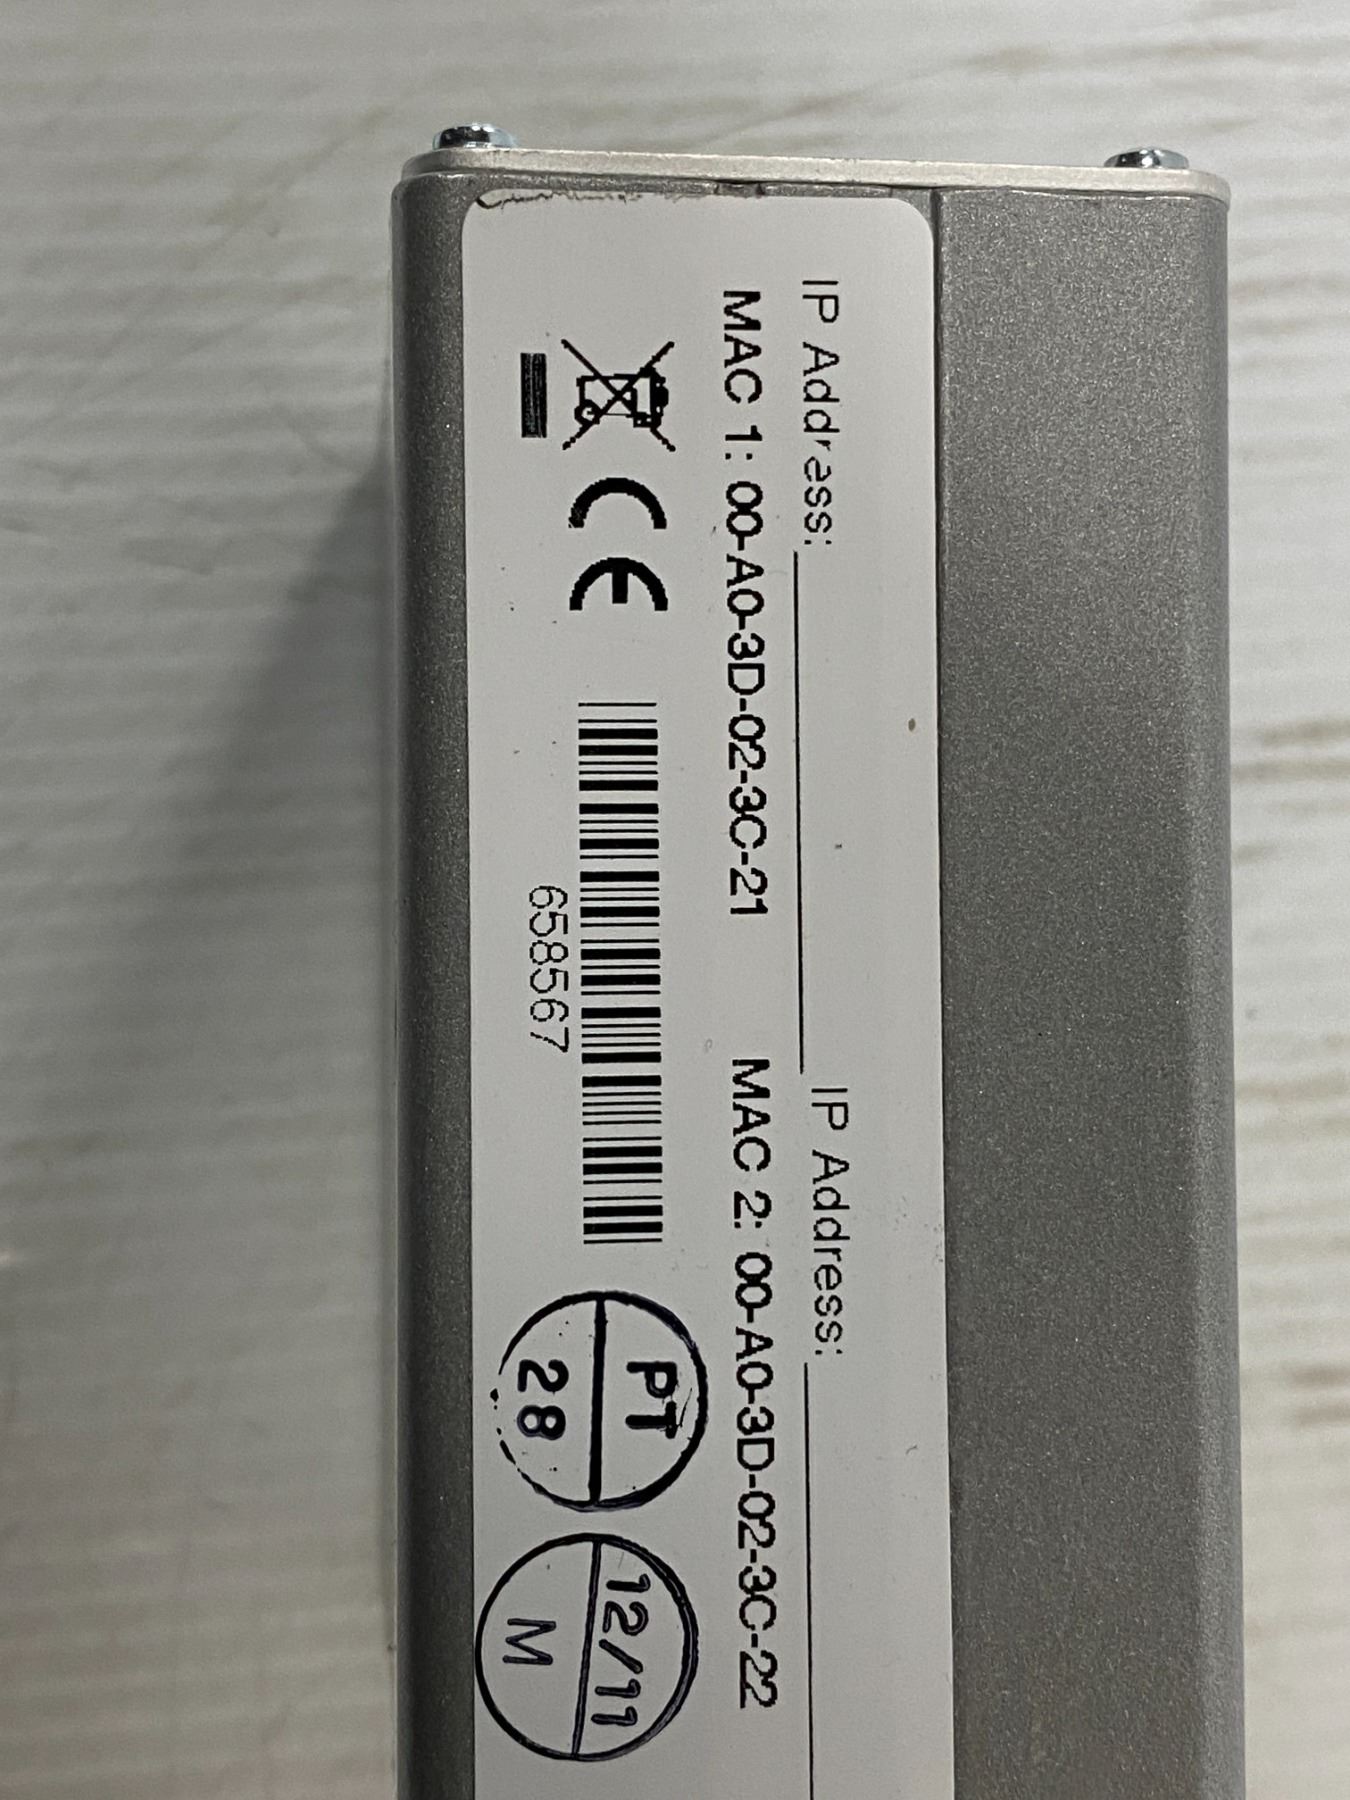 IP Address: IP Address:
MAC 1: 00-A0-3D-02-3C-21 MAC 2: 00-A0-3D-02-3C-22
CE
658567
PT
28
12/11
M